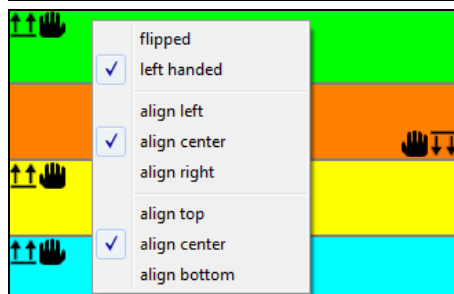 flipped
left handed
align left
align center
align right
align top
align center
align bottom